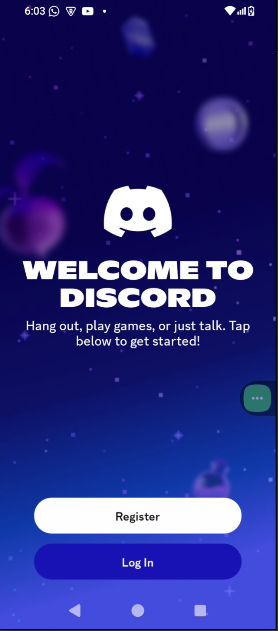 6:03
WELCOME TO
DISCORD
Hang out, play games, or just talk. Tap
below to get started!
Register
Log In